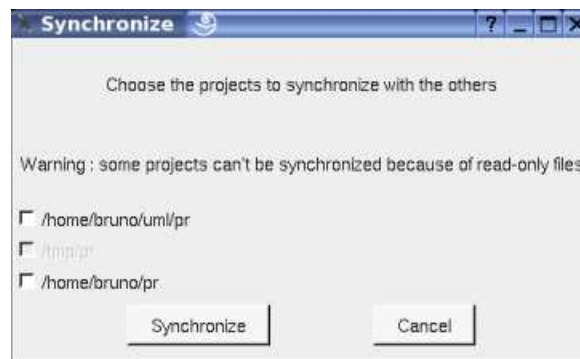 Synchronize
?
Choose the projects to synchronize with the others
Warning : some projects can't be synchronized because of read-only files
/home/bruno/uml/pr
/tmp/pr
/home/bruno/pr
Synchronize Cancel